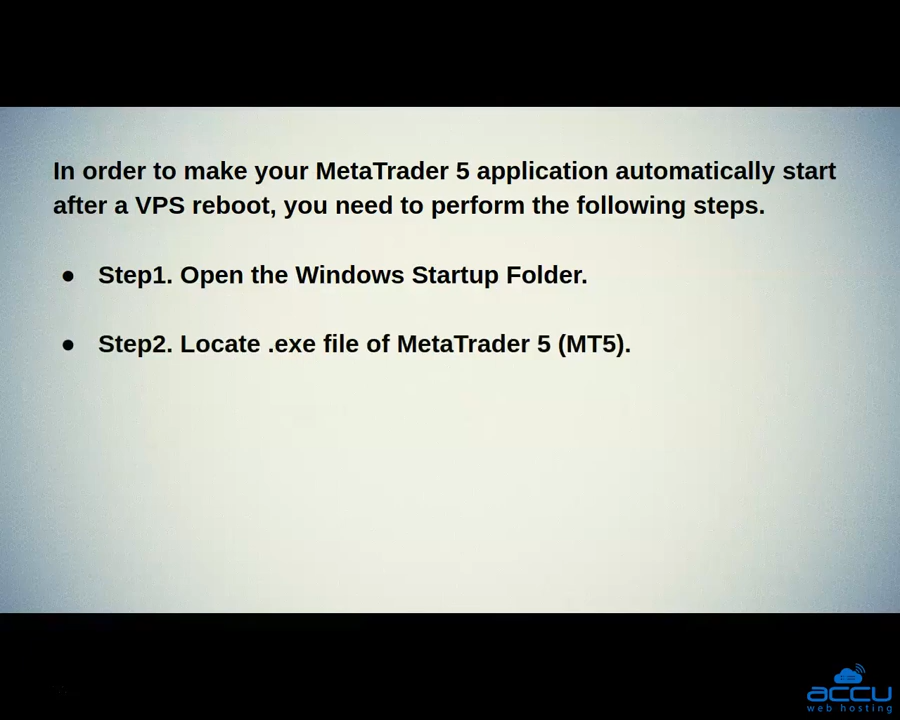 In order to make your MetaTrader 5 application automatically start
after a VPS reboot, you need to perform the following steps.
● Step1. Open the Windows Startup Folder.
● Step2. Locate .exe file of MetaTrader 5 (MT5).
accu
web hosting